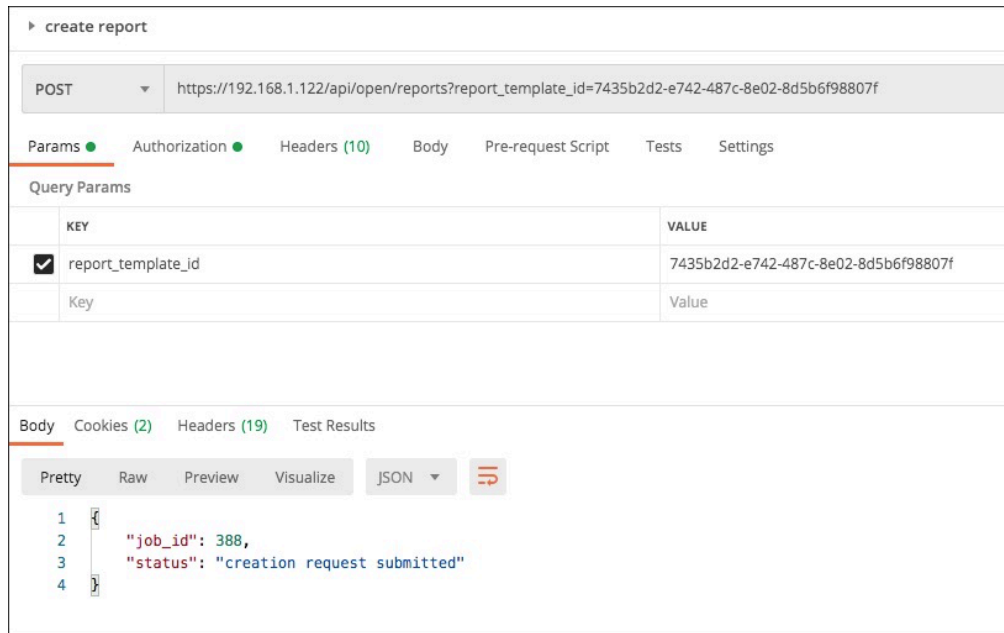 create report
POST https://192.168.1.122/api/open/reports?report_template_id=7435b2d2-e742-487c-8e02-8d5b6f98807f
Params Authorization Headers (10) Body Pre-request Script Tests Settings
Query Params
KEY VALUE
report_template_id 7435b2d2-e742-487c-8e02-8d5b6f98807f
Key Value
Body Cookies (2) Headers (19) Test Results
Pretty Raw Preview Visualize JSON
1 {
2 "job_id": 388,
3 "status": "creation request submitted"
4 }